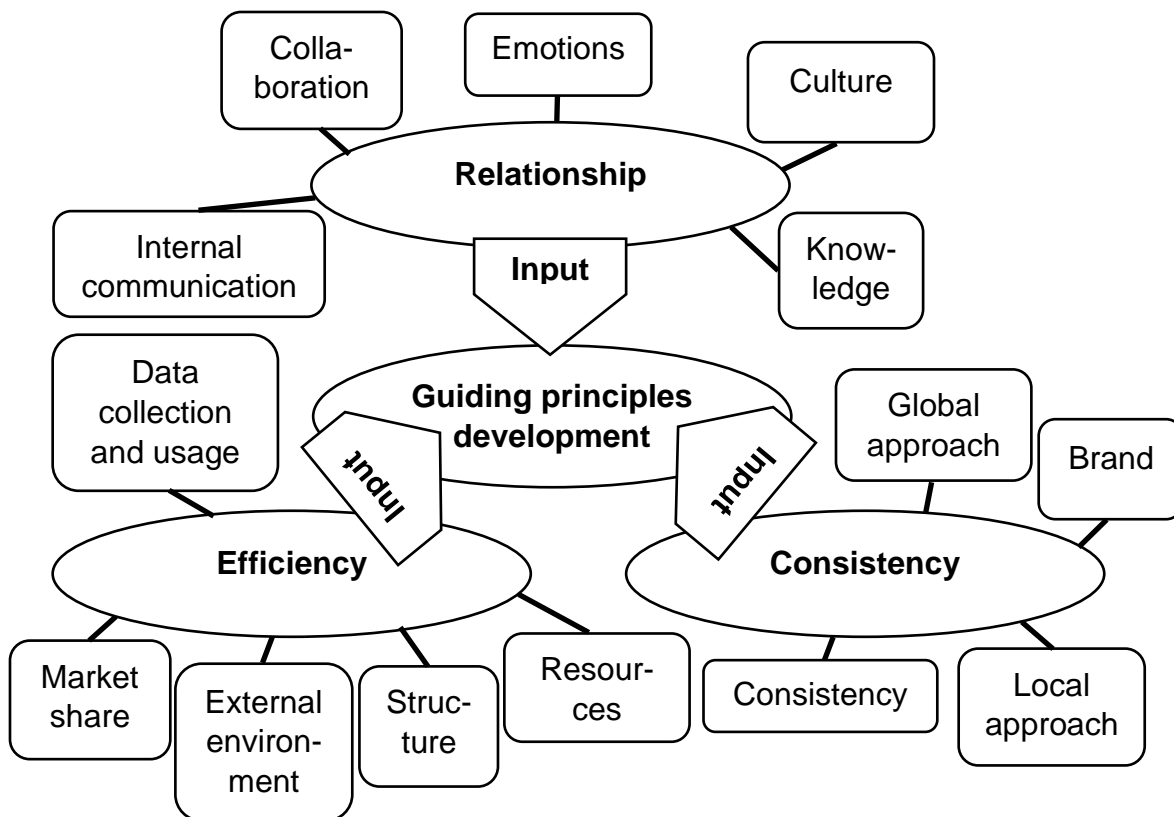 Colla-
boration
Emotions
Culture
Relationship
Internal
communication
Input
Know-
ledge
Data
collection
and usage
Guiding principles
development
Global
approach
Brand
Input
Input
Efficiency
Consistency
Market
share
External
environ-
ment
Struc-
ture
Resour-
ces
Consistency
Local
approach